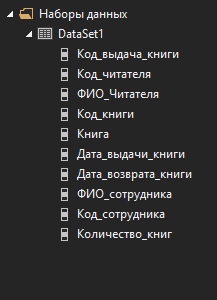 Наборы данных
DataSet1
Код_выдача_книги
Код_читателя
ФИО_Читателя
Код_книги
Книга
Дата_выдачи_книги
Дата_возврата_книги
ФИО_сотрудника
Код_сотрудника
Количество_книг